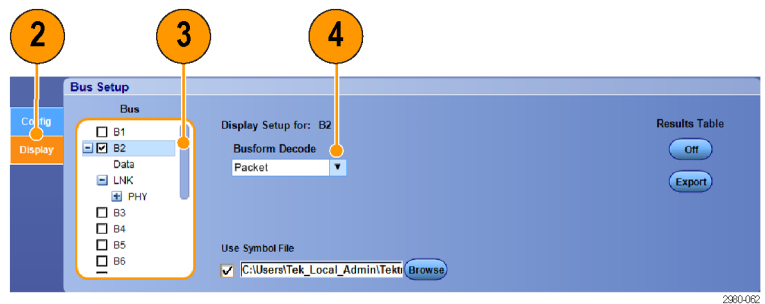 2
3
4
Bus Setup
Config
Display
Bus
B1
B2
Data
LNK
PHY
B3
B4
B5
B6
Display Setup for: B2
Busform Decode
Packet
Use Symbol File
C:\Users\Tek_Local_Admin\Tektr
Browse
Results Table
Off
Export
2980-062